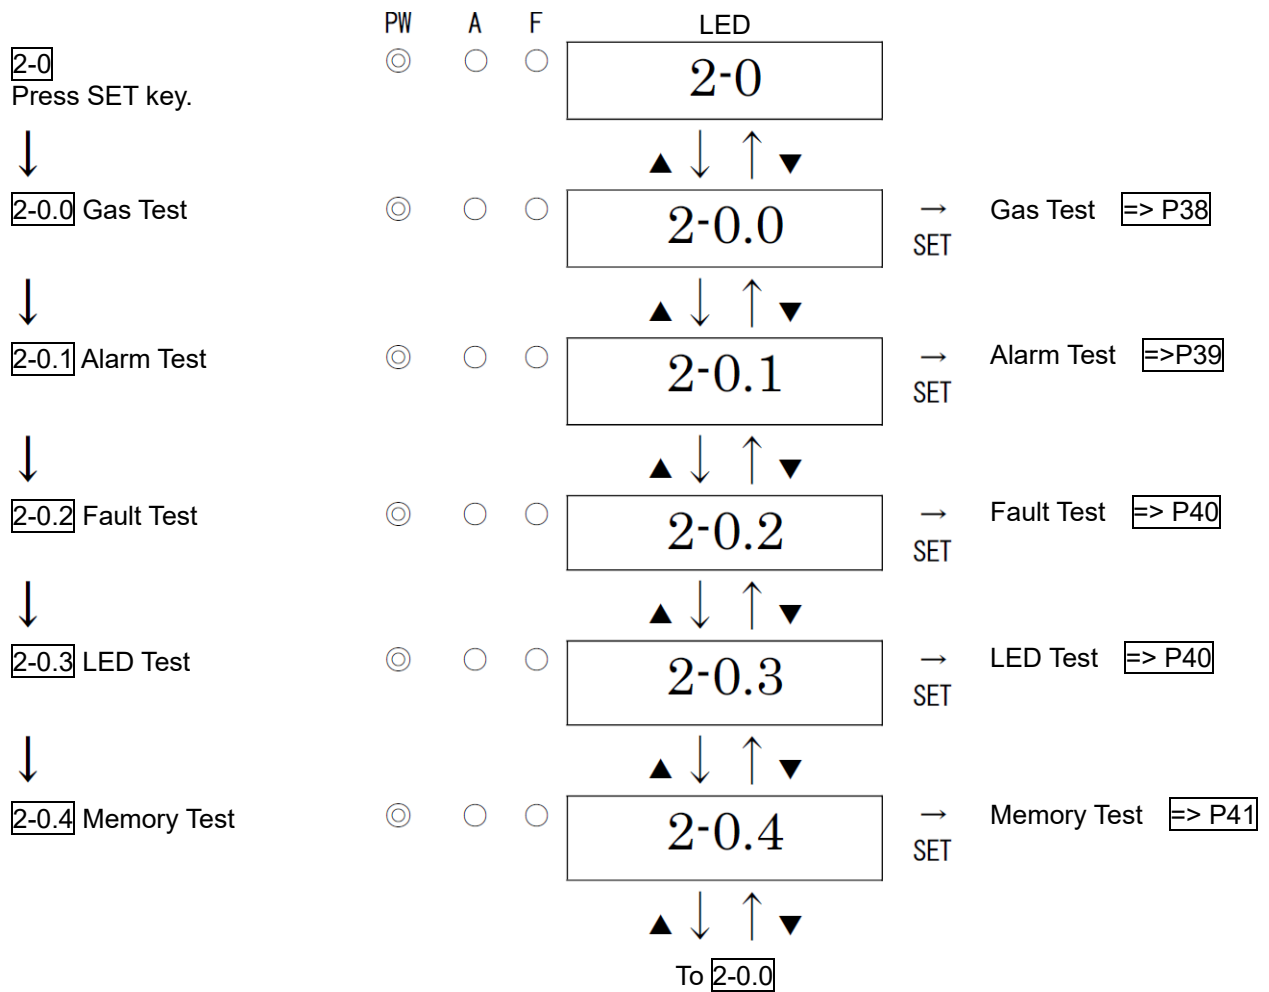 PW A F LED
2-0 ◎ ○ ○ 2-0
Press SET key.
↓ ▲ ↓ ↑ ▼
2-0.0 Gas Test ◎ ○ ○ 2-0.0 → Gas Test => P38
SET
↓ ▲ ↓ ↑ ▼
2-0.1 Alarm Test ◎ ○ ○ 2-0.1 → Alarm Test =>P39
SET
↓ ▲ ↓ ↑ ▼
2-0.2 Fault Test ◎ ○ ○ 2-0.2 → Fault Test => P40
SET
↓ ▲ ↓ ↑ ▼
2-0.3 LED Test ◎ ○ ○ 2-0.3 → LED Test => P40
SET
↓ ▲ ↓ ↑ ▼
2-0.4 Memory Test ◎ ○ ○ 2-0.4 → Memory Test => P41
SET
▲ ↓ ↑ ▼
To 2-0.0